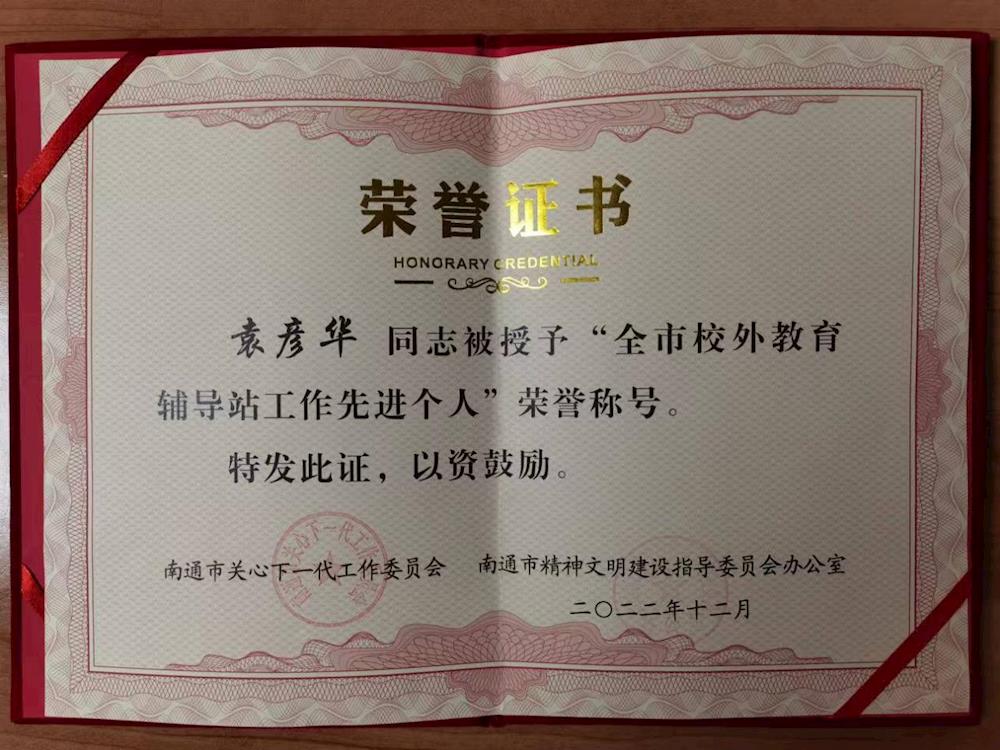 荣誉证书
HONORARY CREDENTIAL
袁彦华 同志被授予“全市校外教育
辅导站工作先进个人”荣誉称号。
特发此证，以资鼓励。
南通市关心下一代工作委员会 南通市精神文明建设指导委员会办公室
二〇二二年十二月